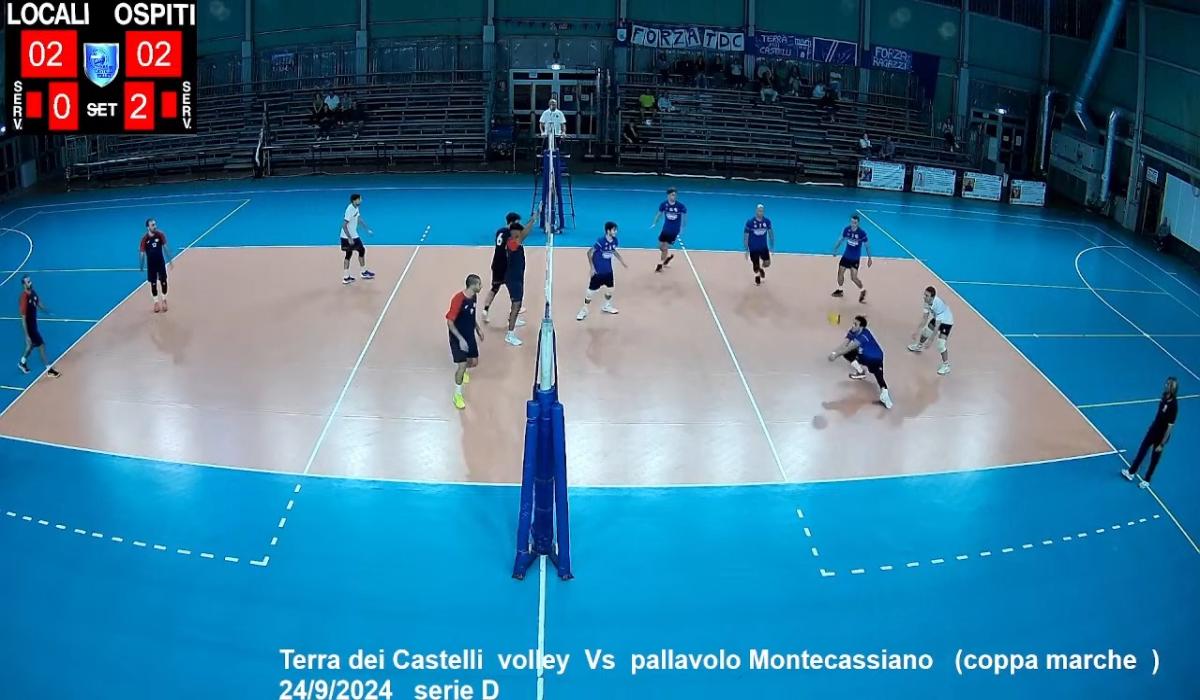 LOCALI OSPITI
02 02
SERV. 0 SET 2 SERV.
FORZA TDC
TERRA
CASTELLI
FORZA
RAGAZZI
6
Terra dei Castelli volley Vs pallavolo Montecassiano (coppa marche )
24/9/2024 serie D